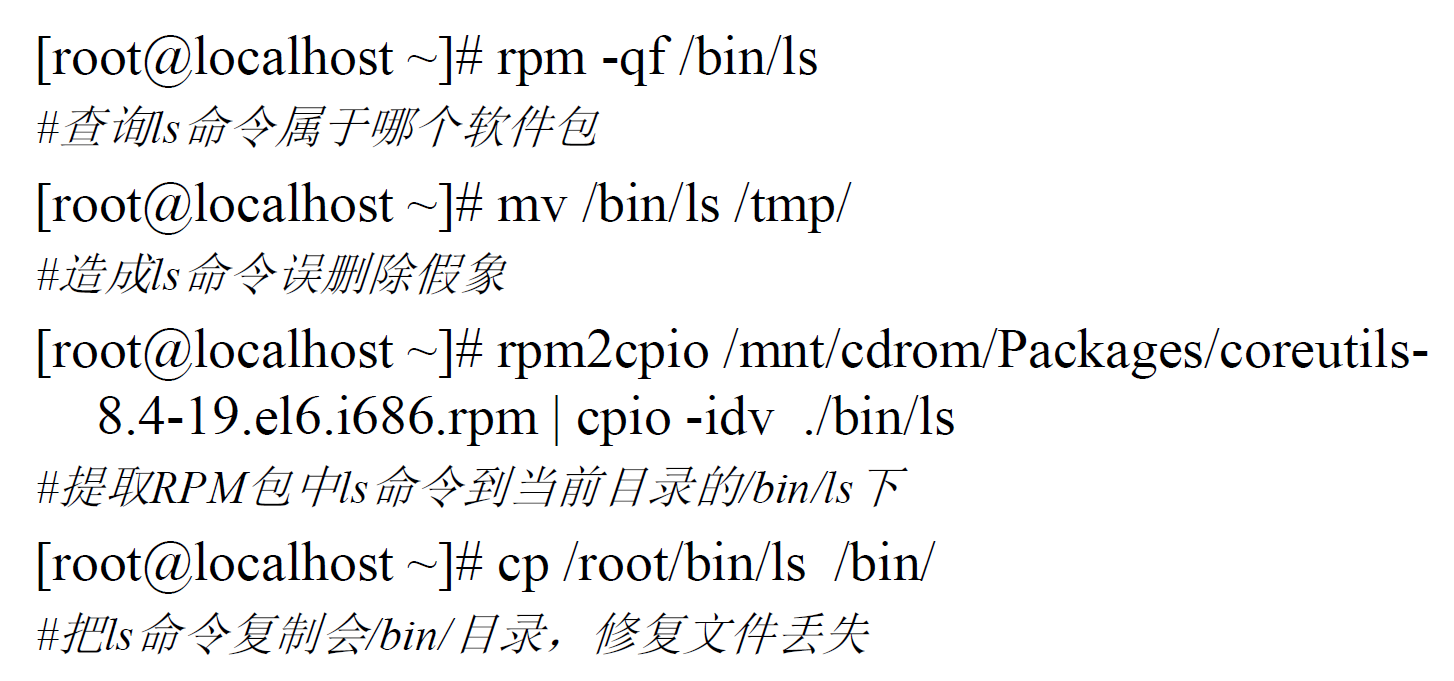 [root@localhost ~]# rpm -qf /bin/ls
#查询ls命令属于哪个软件包
[root@localhost ~]# mv /bin/ls /tmp/
#造成ls命令误删除假象
[root@localhost ~]# rpm2cpio /mnt/cdrom/Packages/coreutils-
8.4-19.el6.i686.rpm | cpio -idv ./bin/ls
#提取RPM包中ls命令到当前目录的/bin/ls下
[root@localhost ~]# cp /root/bin/ls /bin/
#把ls命令复制会/bin/目录，修复文件丢失